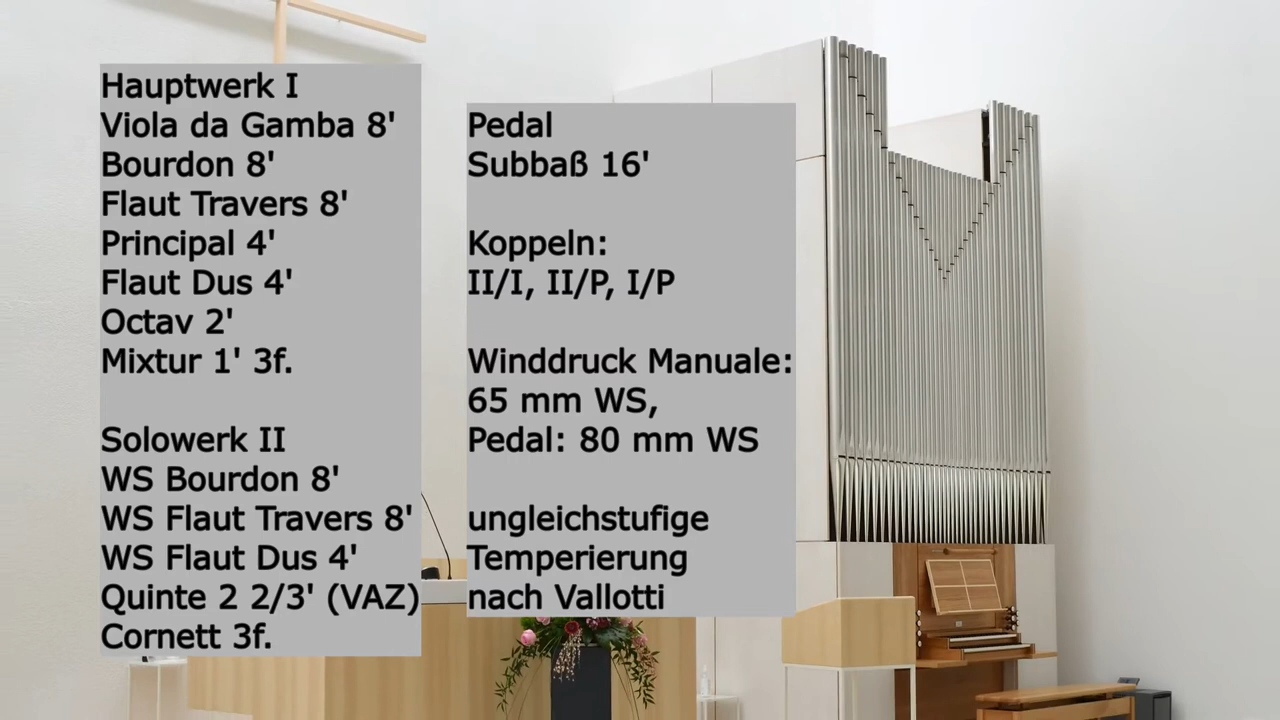 Hauptwerk I
Viola da Gamba 8'
Bourdon 8'
Flaut Travers 8'
Principal 4'
Flaut Dus 4'
Octav 2'
Mixtur 1' 3f.
Solowerk II
WS Bourdon 8'
WS Flaut Travers 8'
WS Flaut Dus 4'
Quinte 2 2/3' (VAZ)
Cornett 3f.
Pedal
Subbaß 16'
Koppeln:
II/I, II/P, I/P
Winddruck Manuale:
65 mm WS,
Pedal: 80 mm WS
ungleichstufige
Temperierung
nach Vallotti